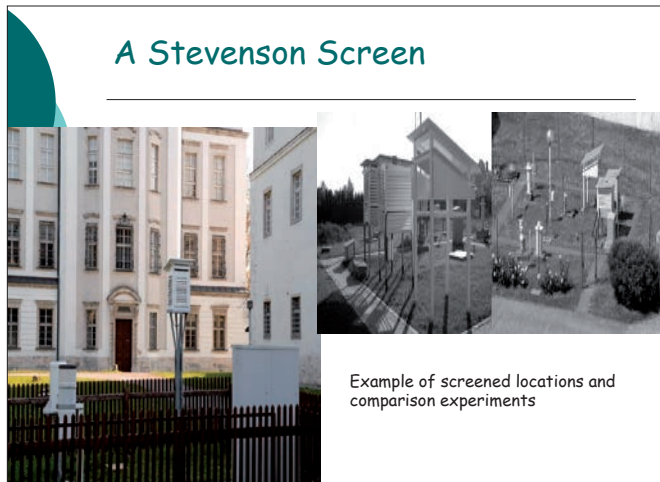 A Stevenson Screen
Example of screened locations and
comparison experiments